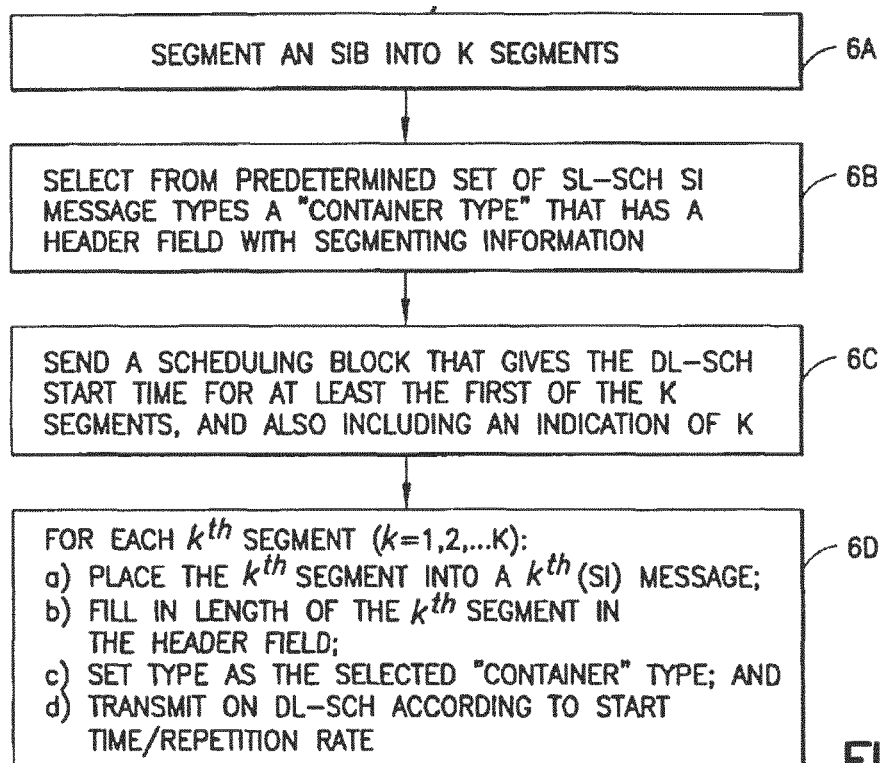 SEGMENT AN SIB INTO K SEGMENTS
6A
SELECT FROM PREDETERMINED SET OF SL-SCH SI
MESSAGE TYPES A "CONTAINER TYPE" THAT HAS A
HEADER FIELD WITH SEGMENTING INFORMATION
6B
SEND A SCHEDULING BLOCK THAT GIVES THE DL-SCH
START TIME FOR AT LEAST THE FIRST OF THE K
SEGMENTS, AND ALSO INCLUDING AN INDICATION OF K
6C
FOR EACH kth SEGMENT (k=1,2,...K):
a) PLACE THE kth SEGMENT INTO A kth (SI) MESSAGE;
b) FILL IN LENGTH OF THE kth SEGMENT IN
THE HEADER FIELD;
c) SET TYPE AS THE SELECTED "CONTAINER" TYPE; AND
d) TRANSMIT ON DL-SCH ACCORDING TO START
TIME/REPETITION RATE
6D